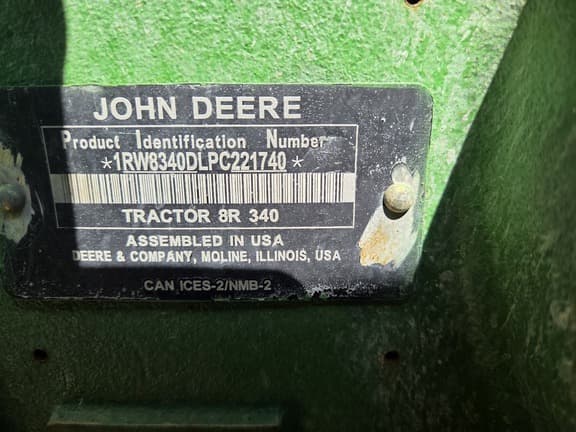 JOHN DEERE
Product Identification Number
*1RW8340DLPC221740*
TRACTOR 8R 340
ASSEMBLED IN USA
DEERE & COMPANY, MOLINE, ILLINOIS, USA
CAN ICES-2/NMB-2